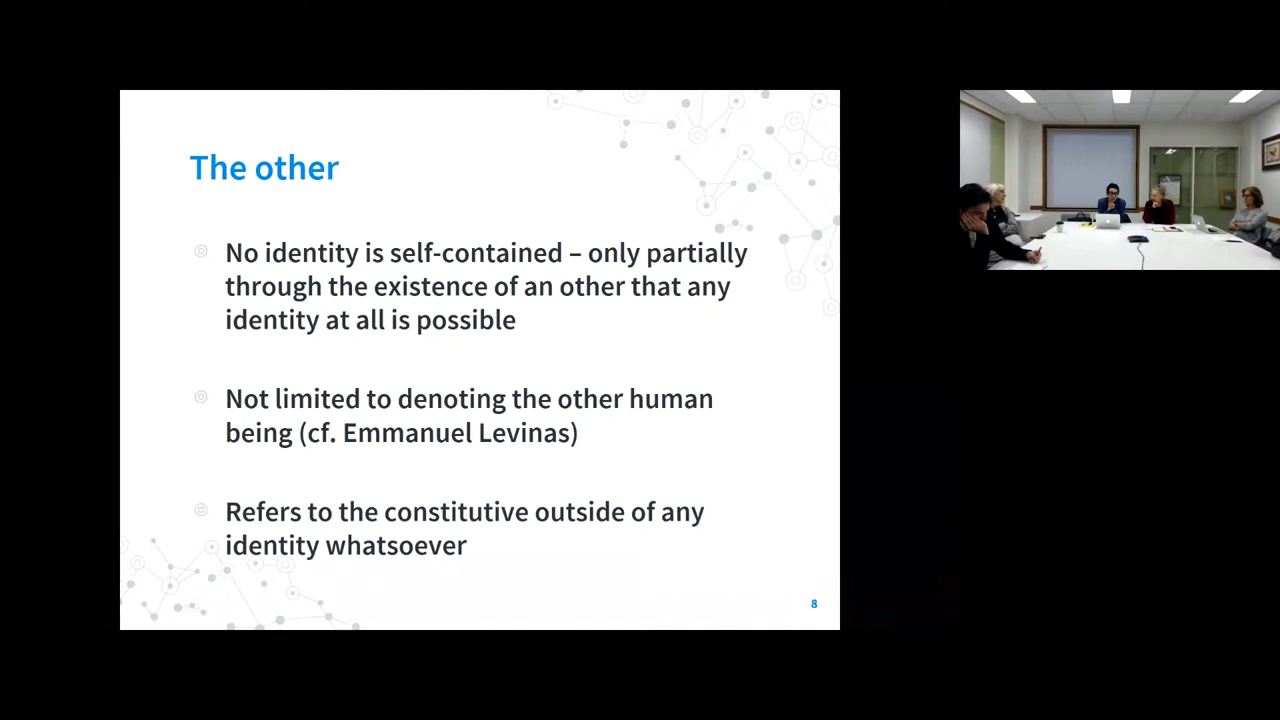 The other
No identity is self-contained – only partially
through the existence of an other that any
identity at all is possible
Not limited to denoting the other human
being (cf. Emmanuel Levinas)
Refers to the constitutive outside of any
identity whatsoever
8